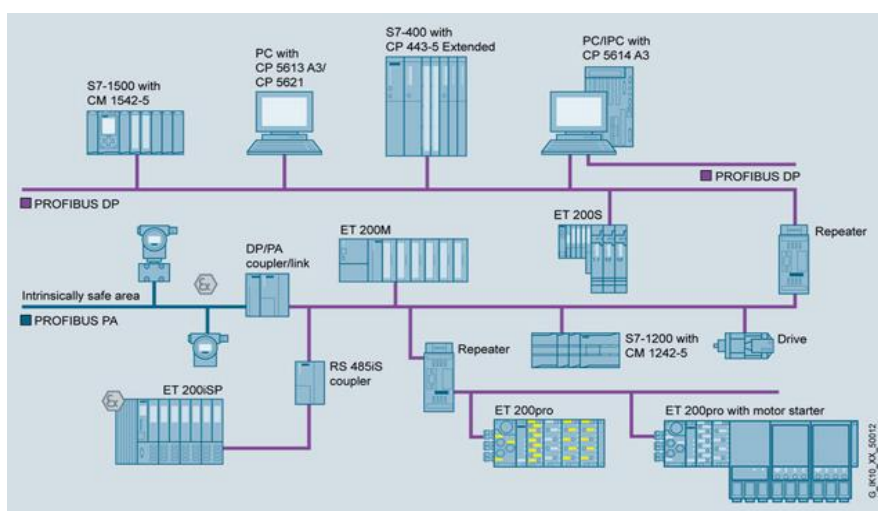 S7-400 with
CP 443-5 Extended
PC with
CP 5613 A3/
CP 5621
PC/IPC with
CP 5614 A3
S7-1500 with
CM 1542-5
PROFIBUS DP
PROFIBUS DP
ET 200M
ET 200S
Repeater
DP/PA
coupler/link
Ex
Intrinsically safe area
PROFIBUS PA
S7-1200 with
CM 1242-5
Drive
Repeater
RS 485iS
coupler
ET 200iSP
Ex
ET 200pro
ET 200pro with motor starter
G_IK10_XX_50012